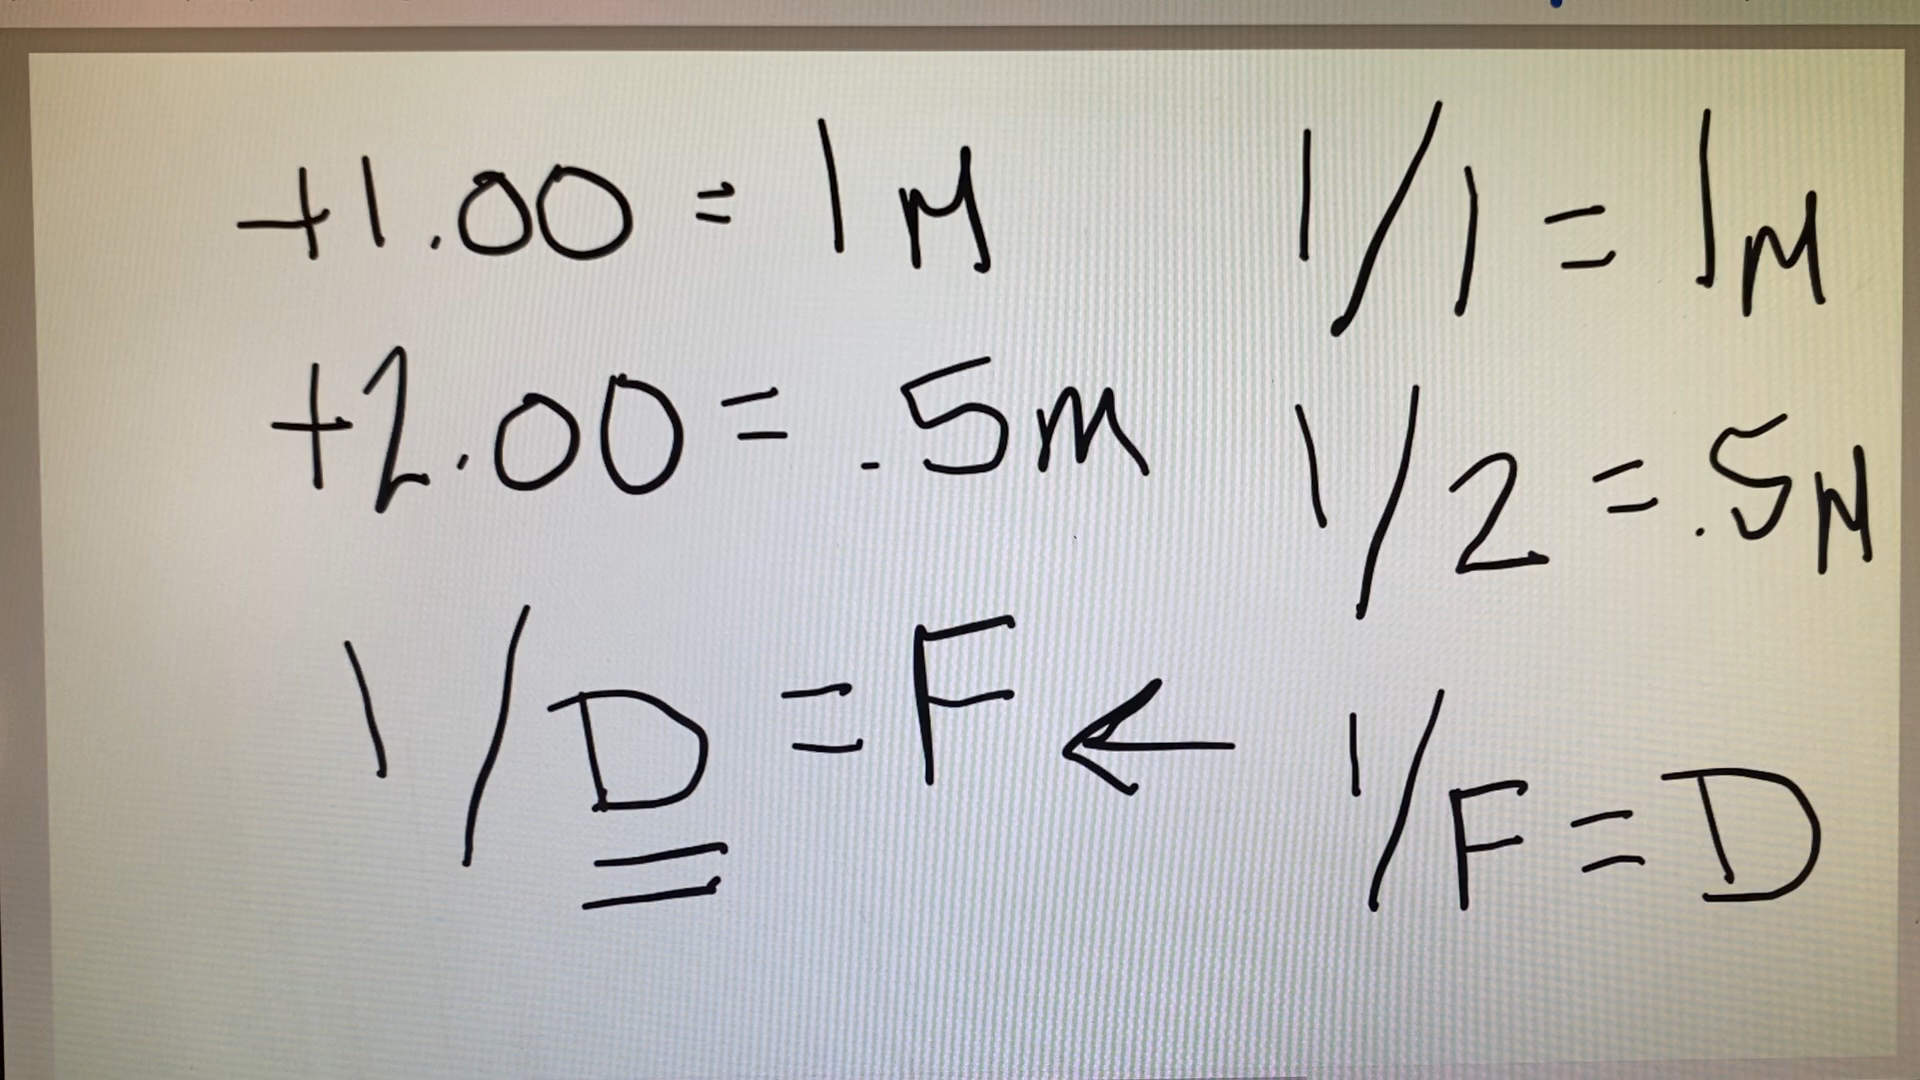 +1.00 = 1M
1/1 = 1M
+2.00 = .5m
1/2 = .5M
1/D = F ←
1/F = D